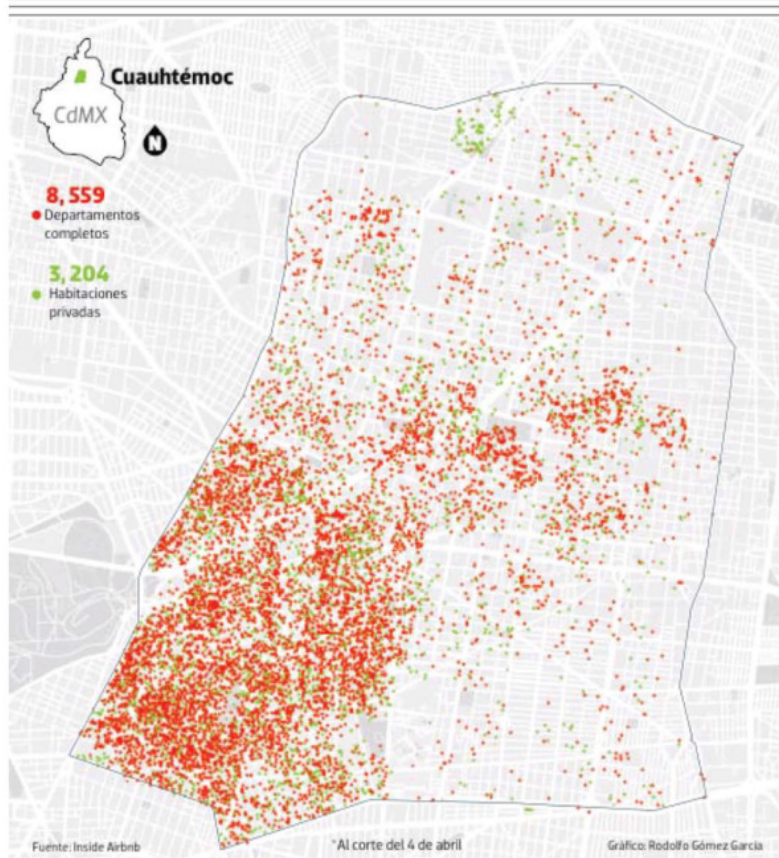 Cuauhtémoc
CdMX
N
8,559
Departamentos
completos
3,204
Habitaciones
privadas
Fuente: Inside Airbnb
*Al corte del 4 de abril
Gráfico: Rodolfo Gómez García